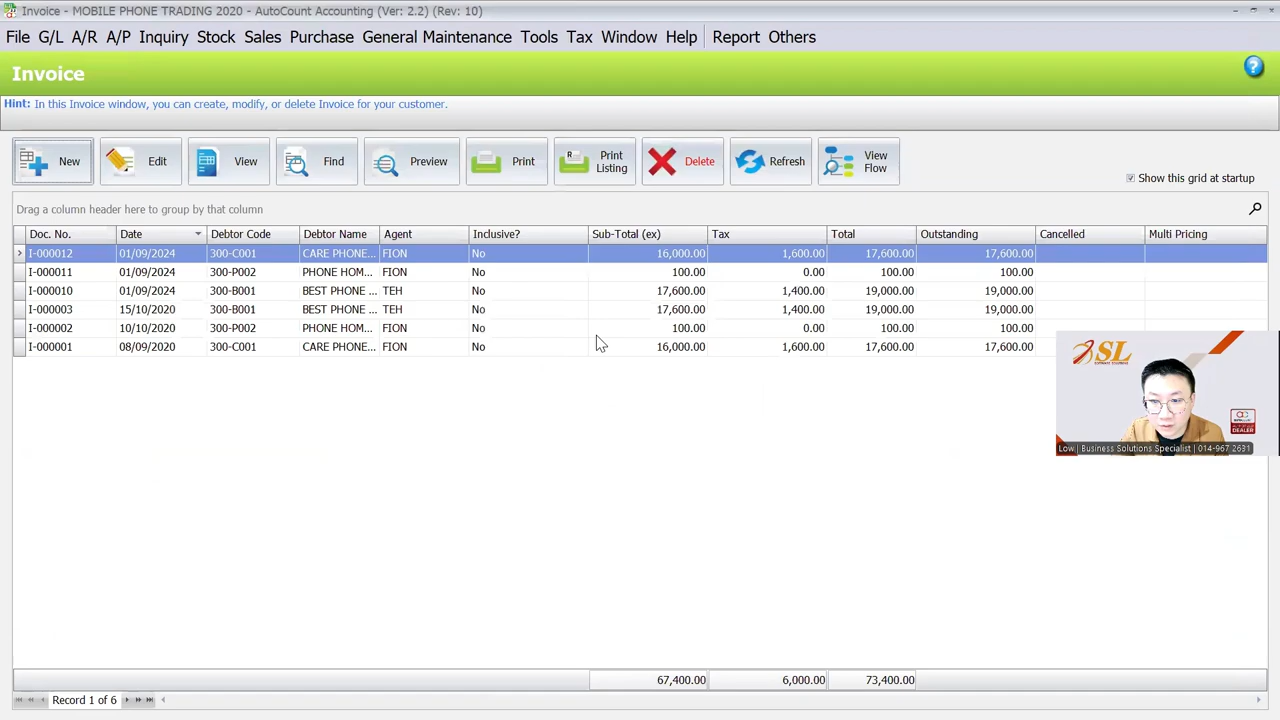 Invoice - MOBILE PHONE TRADING 2020 - AutoCount Accounting (Ver: 2.2) (Rev: 10)
File G/L A/R A/P Inquiry Stock Sales Purchase General Maintenance Tools Tax Window Help Report Others
Invoice
Hint: In this Invoice window, you can create, modify, or delete Invoice for your customer.
New Edit View Find Preview Print Print Listing Delete Refresh View Flow
Show this grid at startup
Drag a column header here to group by that column
Doc. No. Date Debtor Code Debtor Name Agent Inclusive? Sub-Total (ex) Tax Total Outstanding Cancelled Multi Pricing
I-000012 01/09/2024 300-C001 CARE PHONE... FION No 16,000.00 1,600.00 17,600.00 17,600.00
I-000011 01/09/2024 300-P002 PHONE HOM... FION No 100.00 0.00 100.00 100.00
I-000010 01/09/2024 300-B001 BEST PHONE ... TEH No 17,600.00 1,400.00 19,000.00 19,000.00
I-000003 15/10/2020 300-B001 BEST PHONE ... TEH No 17,600.00 1,400.00 19,000.00 19,000.00
I-000002 10/10/2020 300-P002 PHONE HOM... FION No 100.00 0.00 100.00 100.00
I-000001 08/09/2020 300-C001 CARE PHONE... FION No 16,000.00 1,600.00 17,600.00 17,600.00
SL
DEALER
Low | Business Solutions Specialist | 014-967 2631
67,400.00 6,000.00 73,400.00
Record 1 of 6